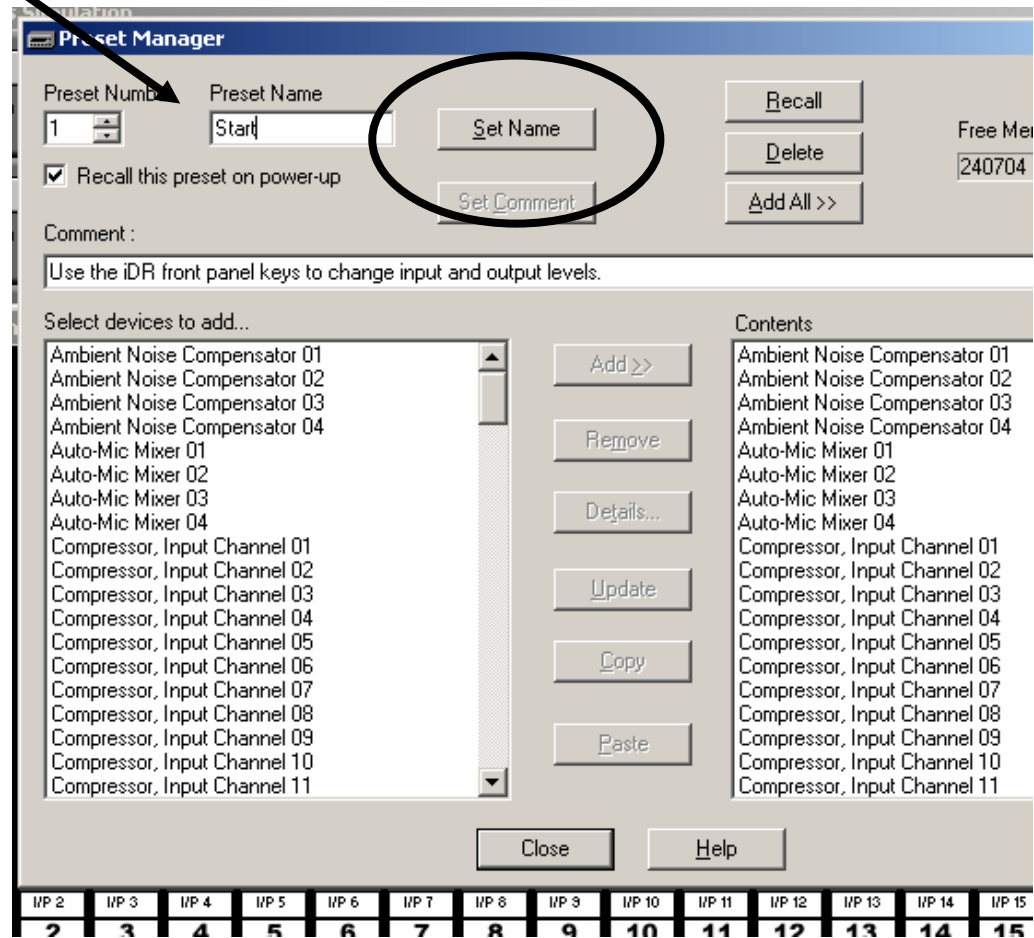 s Simulation
Preset Manager
Preset Numb Preset Name
1 Start Set Name Recall
Free Mem
Delete
240704
Recall this preset on power-up
Set Comment Add All >>
Comment :
Use the iDR front panel keys to change input and output levels.
Select devices to add... Contents
Ambient Noise Compensator 01
Ambient Noise Compensator 02
Ambient Noise Compensator 03
Ambient Noise Compensator 04
Auto-Mic Mixer 01
Auto-Mic Mixer 02
Auto-Mic Mixer 03
Auto-Mic Mixer 04
Compressor, Input Channel 01
Compressor, Input Channel 02
Compressor, Input Channel 03
Compressor, Input Channel 04
Compressor, Input Channel 05
Compressor, Input Channel 06
Compressor, Input Channel 07
Compressor, Input Channel 08
Compressor, Input Channel 09
Compressor, Input Channel 10
Compressor, Input Channel 11
Add >>
Remove
Details...
Update
Copy
Paste
Ambient Noise Compensator 01
Ambient Noise Compensator 02
Ambient Noise Compensator 03
Ambient Noise Compensator 04
Auto-Mic Mixer 01
Auto-Mic Mixer 02
Auto-Mic Mixer 03
Auto-Mic Mixer 04
Compressor, Input Channel 01
Compressor, Input Channel 02
Compressor, Input Channel 03
Compressor, Input Channel 04
Compressor, Input Channel 05
Compressor, Input Channel 06
Compressor, Input Channel 07
Compressor, Input Channel 08
Compressor, Input Channel 09
Compressor, Input Channel 10
Compressor, Input Channel 11
Close Help
I/P 2 I/P 3 I/P 4 I/P 5 I/P 6 I/P 7 I/P 8 I/P 9 I/P 10 I/P 11 I/P 12 I/P 13 I/P 14 I/P 15
2 3 4 5 6 7 8 9 10 11 12 13 14 15